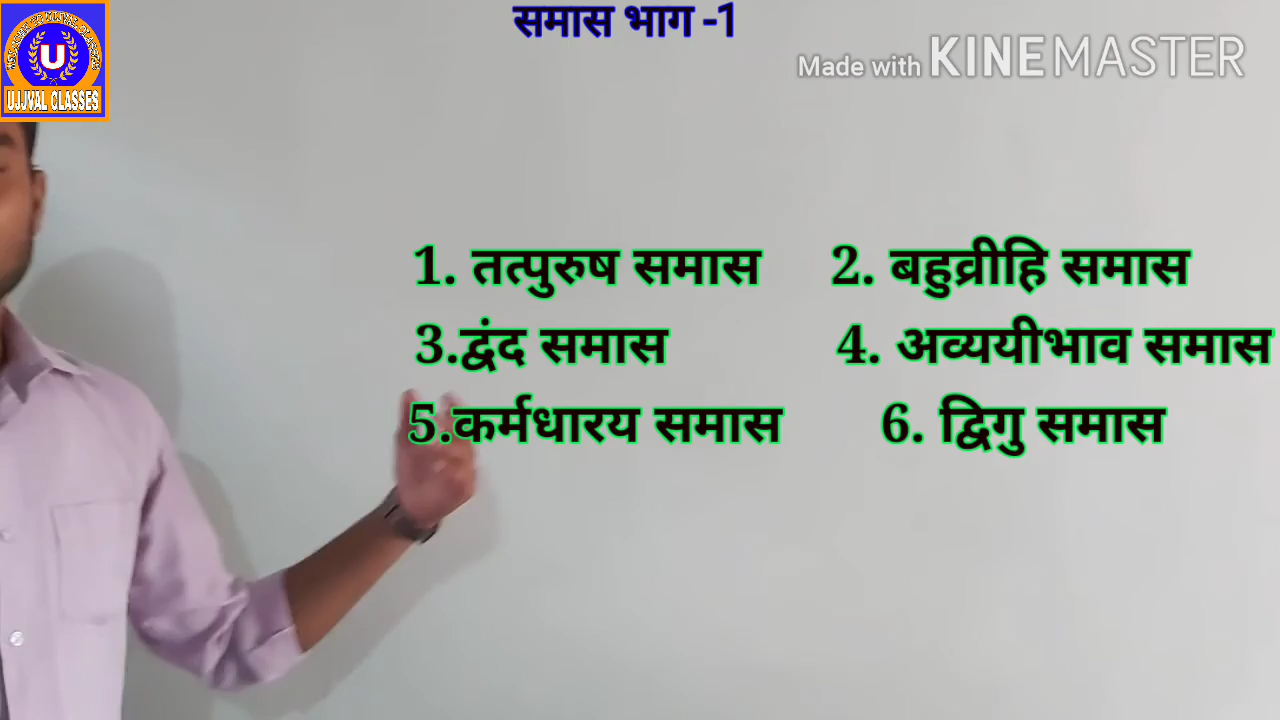 समास भाग -1
Made with KINEMASTER
U
UJJVAL CLASSES
1. तत्पुरुष समास 2. बहुव्रीहि समास
3.द्वंद समास 4. अव्ययीभाव समास
5.कर्मधारय समास 6. द्विगु समास